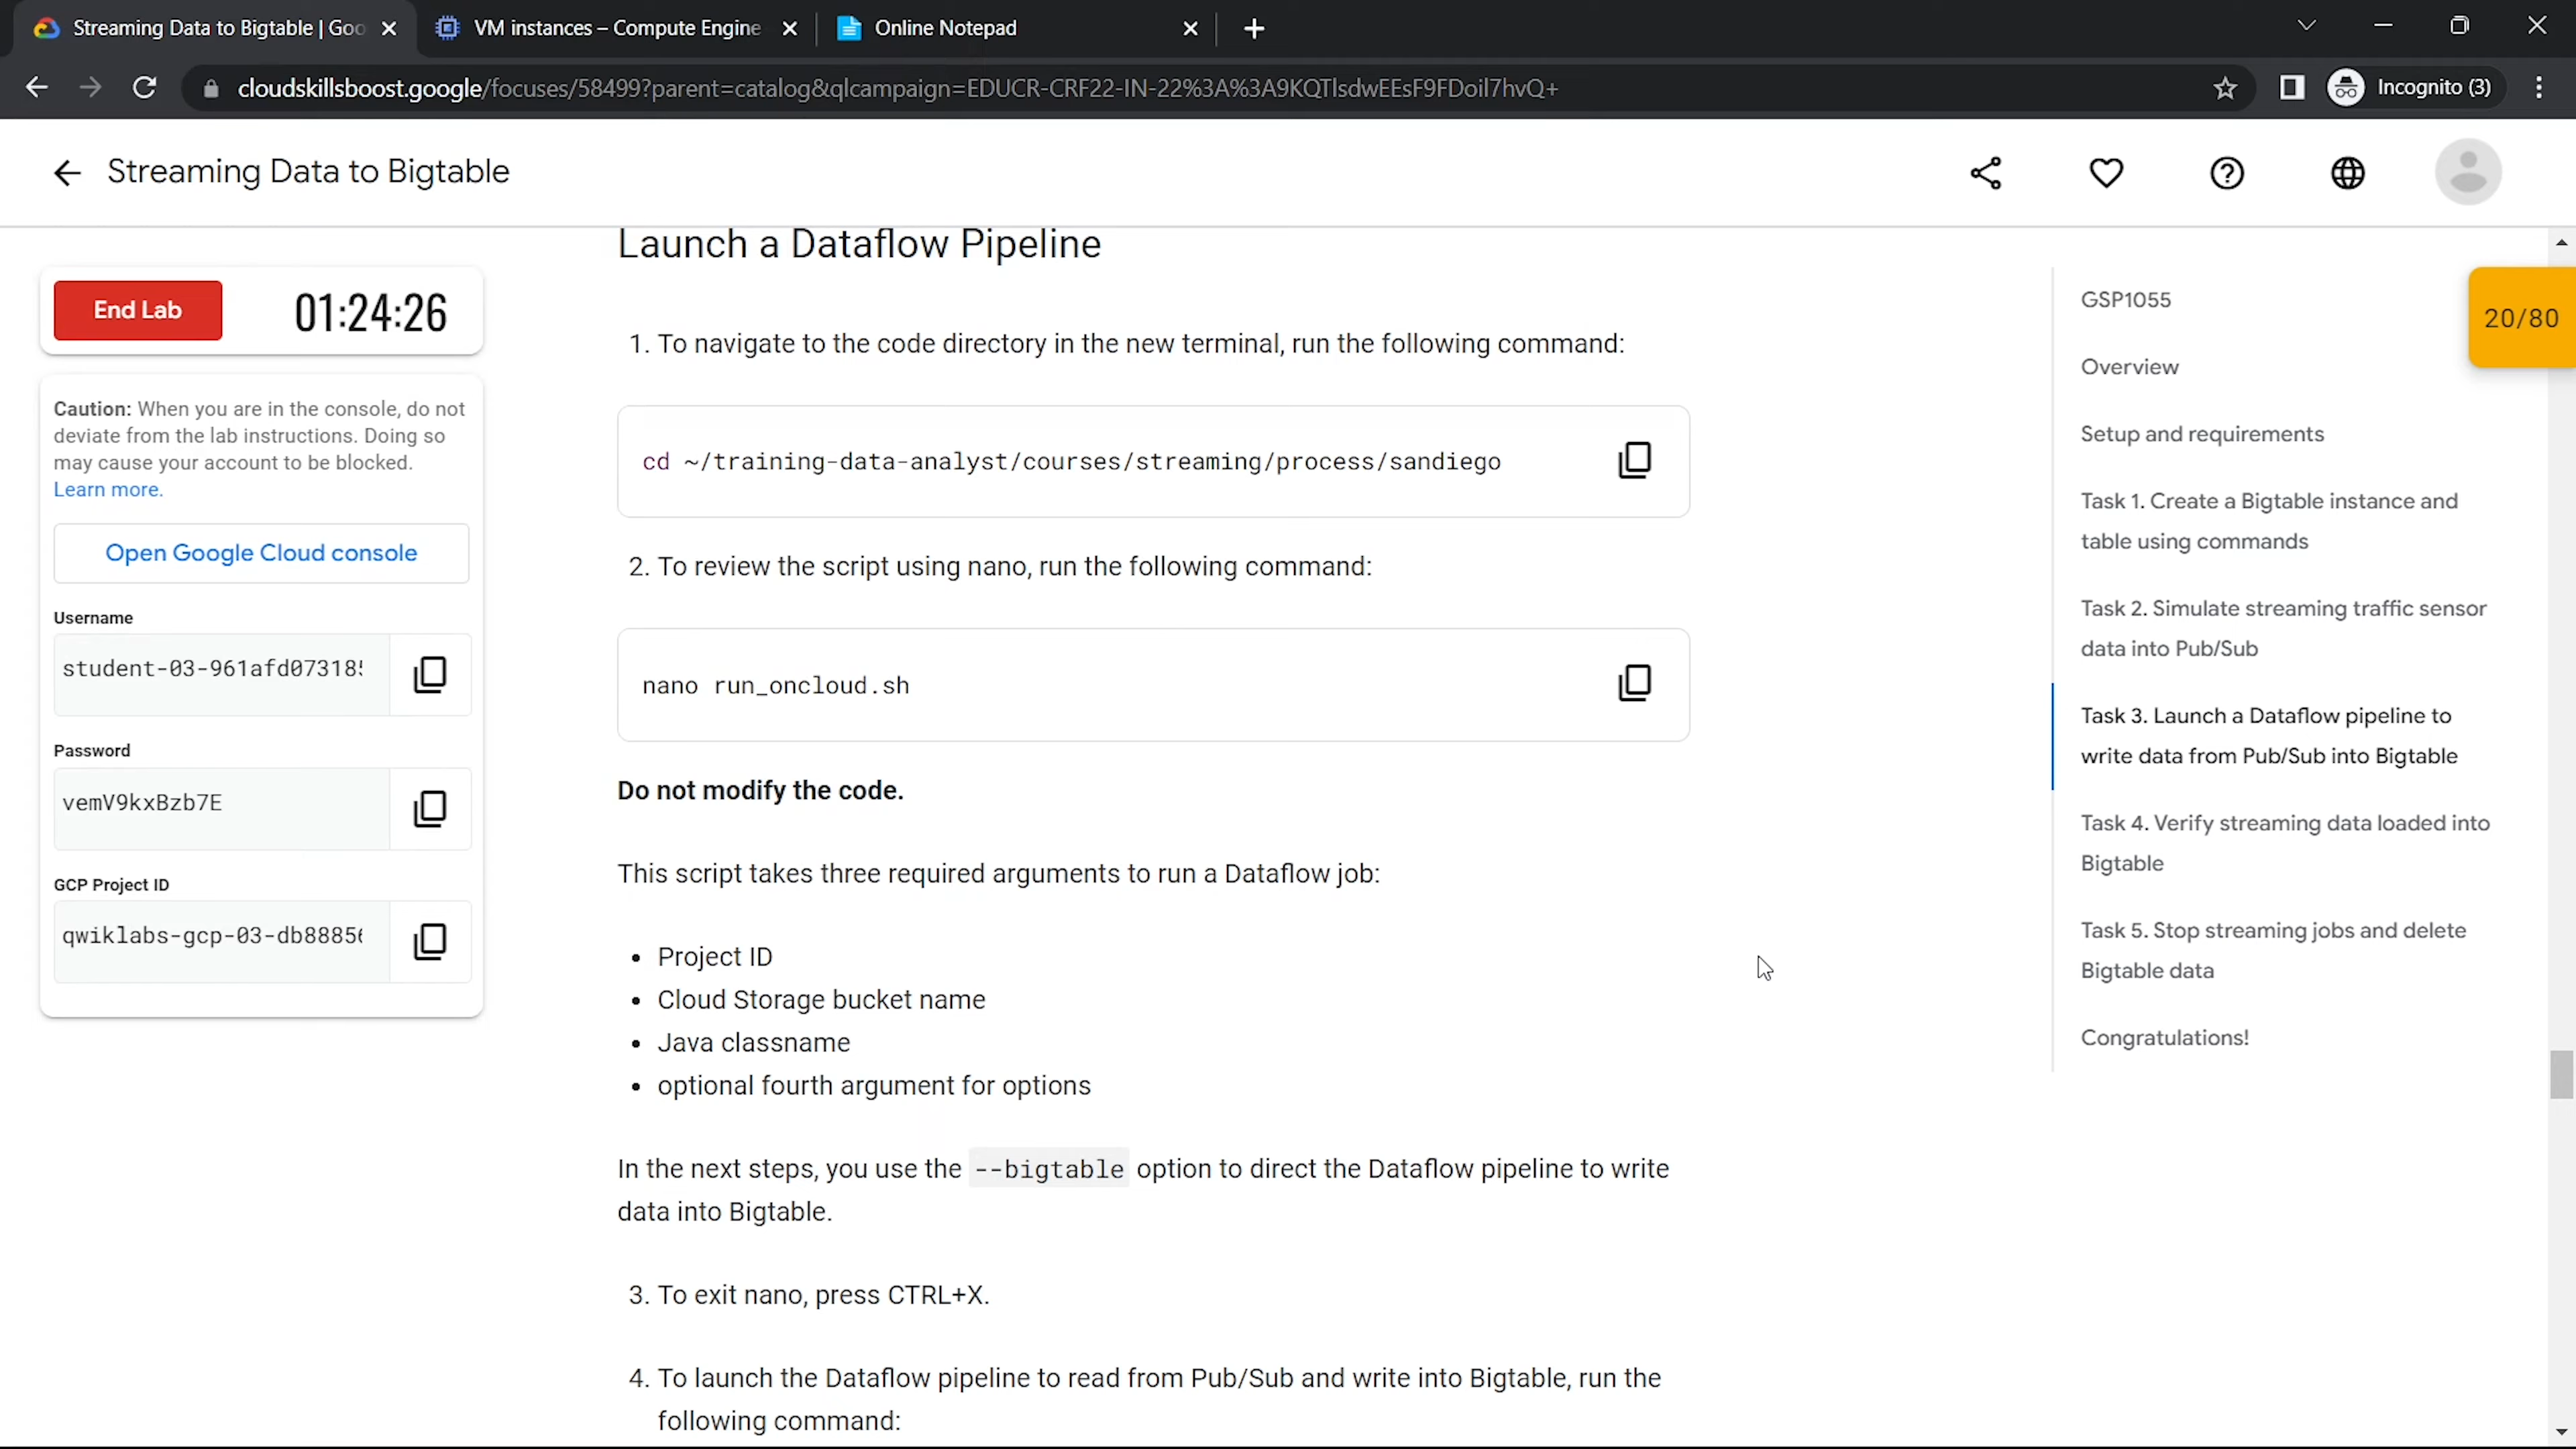 Streaming Data to Bigtable | Goo
VM instances – Compute Engine
Online Notepad
cloudskillsboost.google/focuses/58499?parent=catalog&qlcampaign=EDUCR-CRF22-IN-22%3A%3A9KQTlsdwEEsF9FDoil7hvQ+
Incognito (3)
Streaming Data to Bigtable
End Lab
01:24:26
Caution: When you are in the console, do not
deviate from the lab instructions. Doing so
may cause your account to be blocked.
Learn more.
Open Google Cloud console
Username
student-03-961afd07318
Password
vemV9kxBzb7E
GCP Project ID
qwiklabs-gcp-03-db8885
Launch a Dataflow Pipeline
1. To navigate to the code directory in the new terminal, run the following command:
cd ~/training-data-analyst/courses/streaming/process/sandiego
2. To review the script using nano, run the following command:
nano run_oncloud.sh
Do not modify the code.
This script takes three required arguments to run a Dataflow job:
• Project ID
• Cloud Storage bucket name
• Java classname
• optional fourth argument for options
In the next steps, you use the --bigtable option to direct the Dataflow pipeline to write
data into Bigtable.
3. To exit nano, press CTRL+X.
4. To launch the Dataflow pipeline to read from Pub/Sub and write into Bigtable, run the
following command:
GSP1055
Overview
Setup and requirements
Task 1. Create a Bigtable instance and
table using commands
Task 2. Simulate streaming traffic sensor
data into Pub/Sub
Task 3. Launch a Dataflow pipeline to
write data from Pub/Sub into Bigtable
Task 4. Verify streaming data loaded into
Bigtable
Task 5. Stop streaming jobs and delete
Bigtable data
Congratulations!
20/80